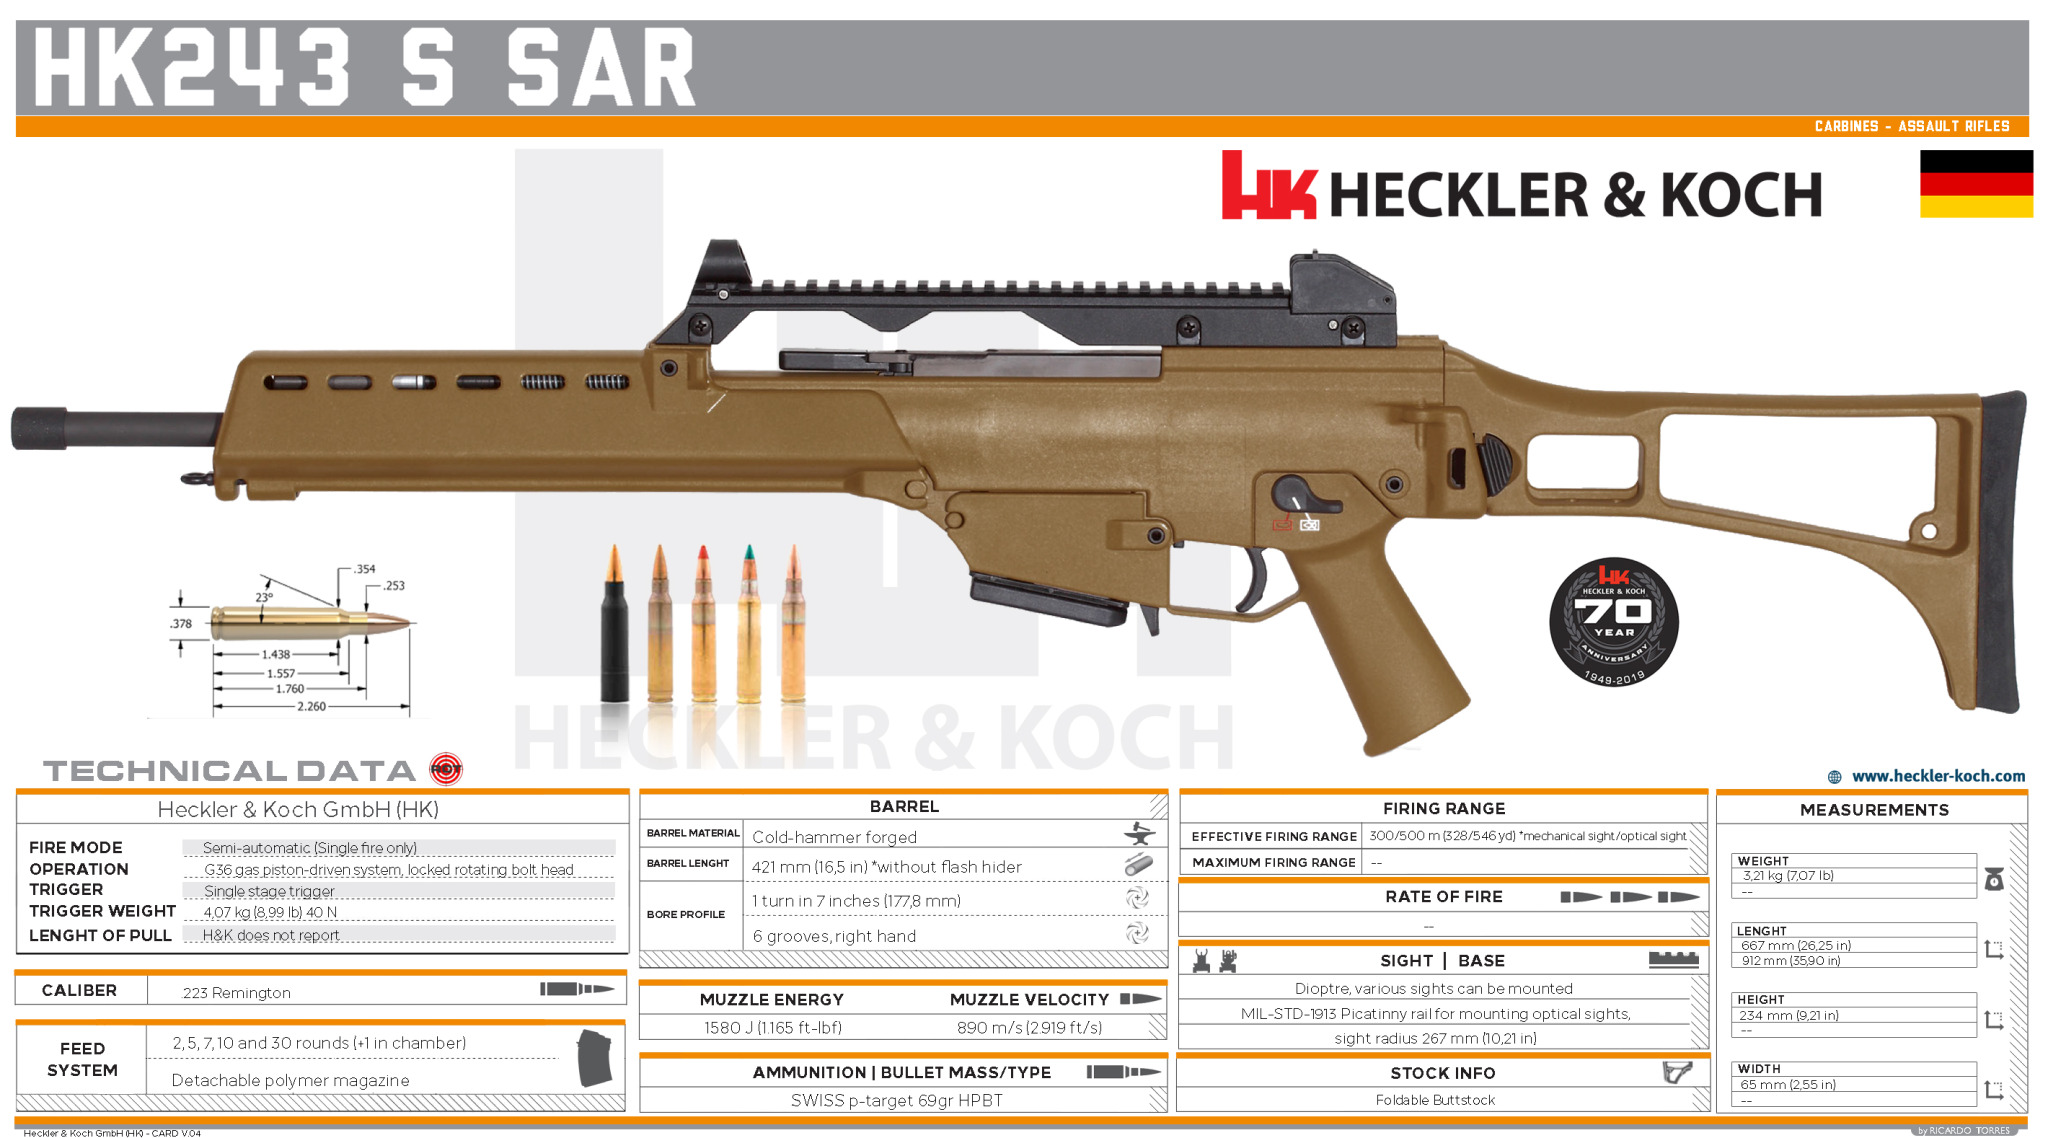 HK243 S SAR
CARBINES - ASSAULT RIFLES
HK HECKLER & KOCH
.354
.253
23º
.378
1.438
1.557
1.760
2.260
HK
HECKLER & KOCH
70
YEAR
ANNIVERSARY
1949-2019
HECKLER & KOCH
TECHNICAL DATA
www.heckler-koch.com
Heckler & Koch GmbH (HK)
FIRE MODE Semi-automatic (Single fire only)
OPERATION G36 gas piston-driven system, locked rotating bolt head
TRIGGER Single stage trigger
TRIGGER WEIGHT 4,07 kg (8,99 lb) 40 N
LENGHT OF PULL H&K does not report
CALIBER .223 Remington
FEED SYSTEM
2, 5, 7, 10 and 30 rounds (+1 in chamber)
Detachable polymer magazine
BARREL
BARREL MATERIAL Cold-hammer forged
BARREL LENGHT 421 mm (16,5 in) *without flash hider
BORE PROFILE
1 turn in 7 inches (177,8 mm)
6 grooves, right hand
MUZZLE ENERGY MUZZLE VELOCITY
1580 J (1.165 ft-lbf) 890 m/s (2.919 ft/s)
AMMUNITION | BULLET MASS/TYPE
SWISS p-target 69gr HPBT
FIRING RANGE
EFFECTIVE FIRING RANGE 300/500 m (328/546 yd) *mechanical sight/optical sight
MAXIMUM FIRING RANGE --
RATE OF FIRE
--
SIGHT | BASE
Dioptre, various sights can be mounted
MIL-STD-1913 Picatinny rail for mounting optical sights,
sight radius 267 mm (10,21 in)
STOCK INFO
Foldable Buttstock
MEASUREMENTS
WEIGHT
3,21 kg (7,07 lb)
--
LENGHT
667 mm (26,25 in)
912 mm (35,90 in)
HEIGHT
234 mm (9,21 in)
--
WIDTH
65 mm (2,55 in)
--
Heckler & Koch GmbH (HK) - CARD V.04
by RICARDO TORRES